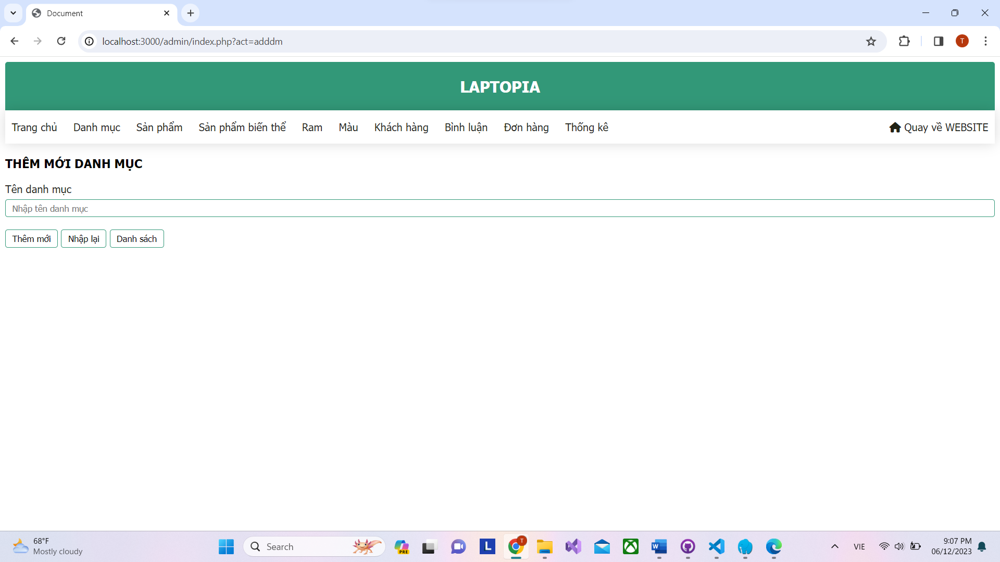 Document
localhost:3000/admin/index.php?act=adddm
T
LAPTOPIA
Trang chủ Danh mục Sản phẩm Sản phẩm biến thể Ram Màu Khách hàng Bình luận Đơn hàng Thống kê Quay về WEBSITE
THÊM MỚI DANH MỤC
Tên danh mục
Nhập tên danh mục
Thêm mới Nhập lại Danh sách
68°F
Mostly cloudy
Search
PRE
L
T
W
VIE
9:07 PM
06/12/2023